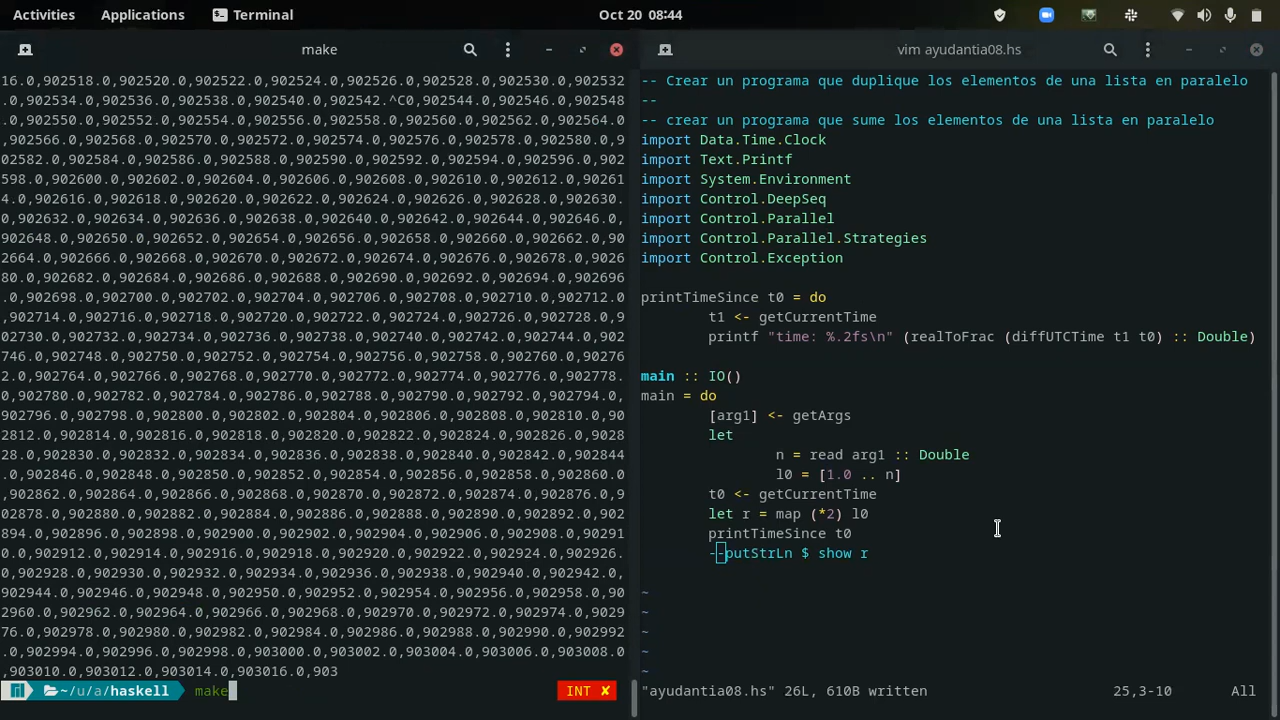 Activities Applications Terminal Oct 20 08:44
make
vim ayudantia08.hs
16.0,902518.0,902520.0,902522.0,902524.0,902526.0,902528.0,902530.0,902532
.0,902534.0,902536.0,902538.0,902540.0,902542.^C0,902544.0,902546.0,902548
.0,902550.0,902552.0,902554.0,902556.0,902558.0,902560.0,902562.0,902564.
0,902566.0,902568.0,902570.0,902572.0,902574.0,902576.0,902578.0,902580.0,
902582.0,902584.0,902586.0,902588.0,902590.0,902592.0,902594.0,902596.0,902
598.0,902600.0,902602.0,902604.0,902606.0,902608.0,902610.0,902612.0,90261
4.0,902616.0,902618.0,902620.0,902622.0,902624.0,902626.0,902628.0,902630.
0,902632.0,902634.0,902636.0,902638.0,902640.0,902642.0,902644.0,902646.0,
902648.0,902650.0,902652.0,902654.0,902656.0,902658.0,902660.0,902662.0,90
2664.0,902666.0,902668.0,902670.0,902672.0,902674.0,902676.0,902678.0,9026
80.0,902682.0,902684.0,902686.0,902688.0,902690.0,902692.0,902694.0,902696
.0,902698.0,902700.0,902702.0,902704.0,902706.0,902708.0,902710.0,902712.0
,902714.0,902716.0,902718.0,902720.0,902722.0,902724.0,902726.0,902728.0,9
02730.0,902732.0,902734.0,902736.0,902738.0,902740.0,902742.0,902744.0,902
746.0,902748.0,902750.0,902752.0,902754.0,902756.0,902758.0,902760.0,90276
2.0,902764.0,902766.0,902768.0,902770.0,902772.0,902774.0,902776.0,902778.
0,902780.0,902782.0,902784.0,902786.0,902788.0,902790.0,902792.0,902794.0,
902796.0,902798.0,902800.0,902802.0,902804.0,902806.0,902808.0,902810.0,90
2812.0,902814.0,902816.0,902818.0,902820.0,902822.0,902824.0,902826.0,9028
28.0,902830.0,902832.0,902834.0,902836.0,902838.0,902840.0,902842.0,902844
.0,902846.0,902848.0,902850.0,902852.0,902854.0,902856.0,902858.0,902860.0
,902862.0,902864.0,902866.0,902868.0,902870.0,902872.0,902874.0,902876.0,9
02878.0,902880.0,902882.0,902884.0,902886.0,902888.0,902890.0,902892.0,902
894.0,902896.0,902898.0,902900.0,902902.0,902904.0,902906.0,902908.0,90291
0.0,902912.0,902914.0,902916.0,902918.0,902920.0,902922.0,902924.0,902926.
0,902928.0,902930.0,902932.0,902934.0,902936.0,902938.0,902940.0,902942.0,
902944.0,902946.0,902948.0,902950.0,902952.0,902954.0,902956.0,902958.0,90
2960.0,902962.0,902964.0,902966.0,902968.0,902970.0,902972.0,902974.0,9029
76.0,902978.0,902980.0,902982.0,902984.0,902986.0,902988.0,902990.0,902992
.0,902994.0,902996.0,902998.0,903000.0,903002.0,903004.0,903006.0,903008.0
,903010.0,903012.0,903014.0,903016.0,903
~/u/a/haskell make INT ✘
-- Crear un programa que duplique los elementos de una lista en paralelo
--
-- crear un programa que sume los elementos de una lista en paralelo
import Data.Time.Clock
import Text.Printf
import System.Environment
import Control.DeepSeq
import Control.Parallel
import Control.Parallel.Strategies
import Control.Exception
printTimeSince t0 = do
t1 <- getCurrentTime
printf "time: %.2fs\n" (realToFrac (diffUTCTime t1 t0) :: Double)
main :: IO()
main = do
[arg1] <- getArgs
let
n = read arg1 :: Double
l0 = [1.0 .. n]
t0 <- getCurrentTime
let r = map (*2) l0
printTimeSince t0
--putStrLn $ show r
~
~
~
~
~
"ayudantia08.hs" 26L, 610B written 25,3-10 All